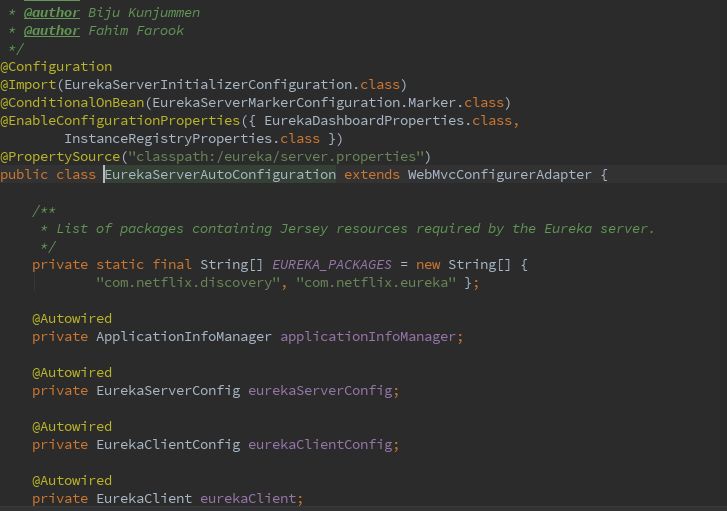 * @author Biju Kunjummen
* @author Fahim Farook
*/
@Configuration
@Import(EurekaServerInitializerConfiguration.class)
@ConditionalOnBean(EurekaServerMarkerConfiguration.Marker.class)
@EnableConfigurationProperties({ EurekaDashboardProperties.class,
InstanceRegistryProperties.class })
@PropertySource("classpath:/eureka/server.properties")
public class EurekaServerAutoConfiguration extends WebMvcConfigurerAdapter {
/**
* List of packages containing Jersey resources required by the Eureka server.
*/
private static final String[] EUREKA_PACKAGES = new String[] {
"com.netflix.discovery", "com.netflix.eureka" };
@Autowired
private ApplicationInfoManager applicationInfoManager;
@Autowired
private EurekaServerConfig eurekaServerConfig;
@Autowired
private EurekaClientConfig eurekaClientConfig;
@Autowired
private EurekaClient eurekaClient;